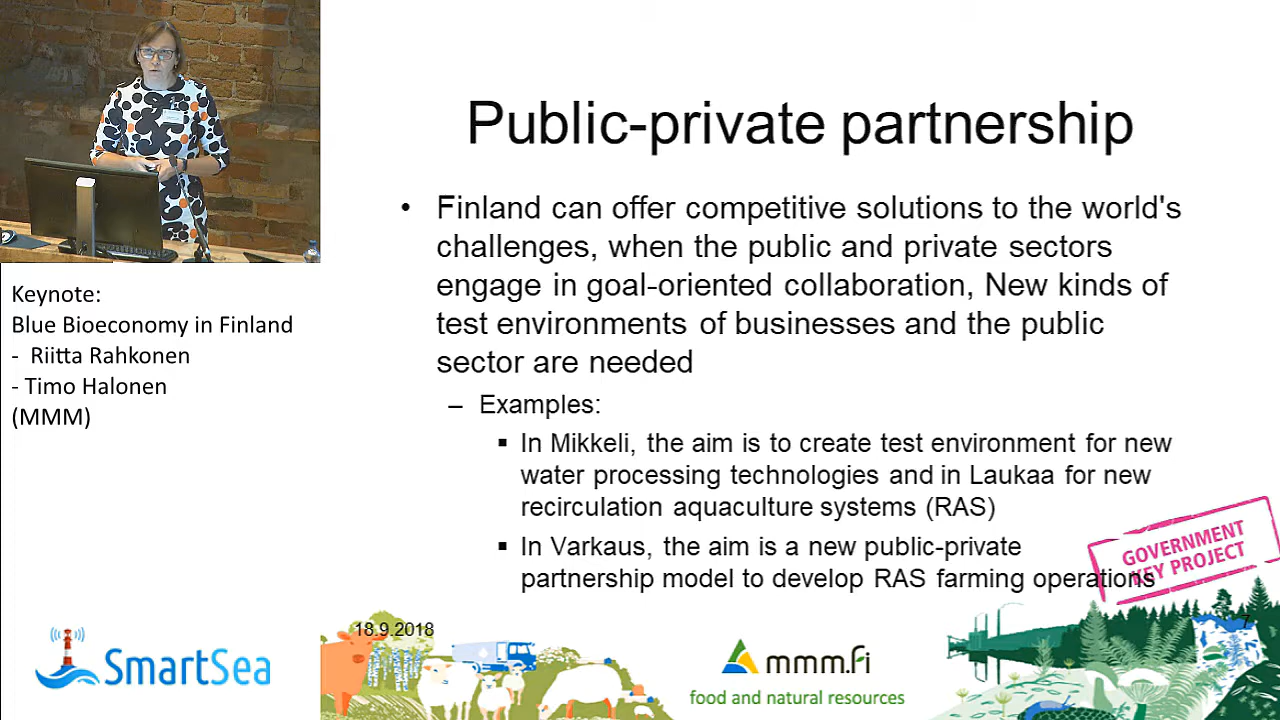 Public-private partnership
• Finland can offer competitive solutions to the world's
challenges, when the public and private sectors
engage in goal-oriented collaboration, New kinds of
test environments of businesses and the public
sector are needed
– Examples:
▪ In Mikkeli, the aim is to create test environment for new
water processing technologies and in Laukaa for new
recirculation aquaculture systems (RAS)
▪ In Varkaus, the aim is a new public-private
partnership model to develop RAS farming operations
GOVERNMENT
KEY PROJECT
Keynote:
Blue Bioeconomy in Finland
- Riitta Rahkonen
- Timo Halonen
(MMM)
SmartSea
18.9.2018
mmm.fi
food and natural resources
7